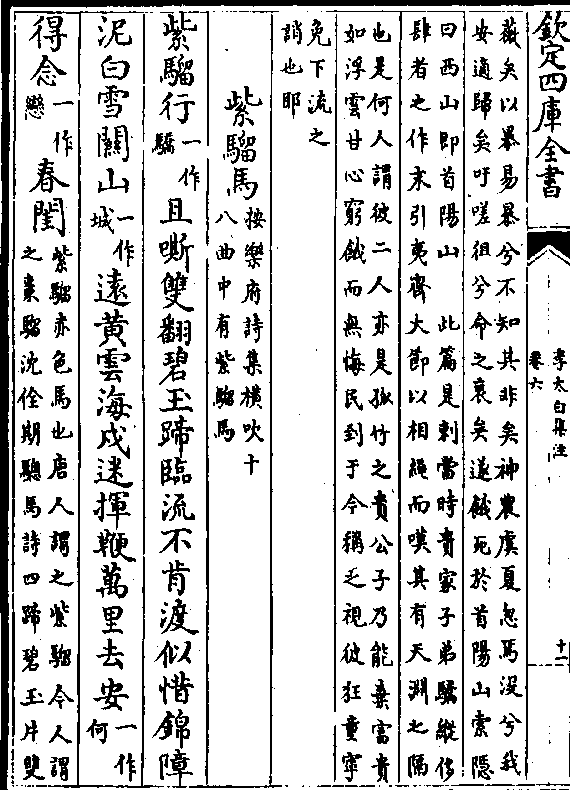 欽定四庫全書
李太白集注
卷六
十二
薇矣以暴易暴兮不知其非矣神農虞夏忽焉沒兮我
安適歸矣吁嗟徂兮命之衰矣遂餓死於首陽山索隱
曰西山即首陽山　此篇是刺當時貴家子弟驕縱侈
肆者之作末引夷齊大節以相繩而嘆其有天淵之隔
也是何人謂彼二人亦是孤竹之貴公子乃能棄富貴
如浮雲甘心窮餓而無悔民到于今稱之視彼狂童寧
免下流之
誚也耶
紫騮馬按樂府詩集橫吹十
八曲中有紫騮馬
紫騮行一作驕且嘶雙翻碧玉蹄臨流不肯渡似惜錦障
泥白雪關山一作城遠黃雲海戍迷揮鞭萬里去安一作何
得念一作戀春閨紫騮赤色馬也唐人謂之紫騮今人謂
之棗騮沈佺期驄馬詩四蹄碧玉片雙